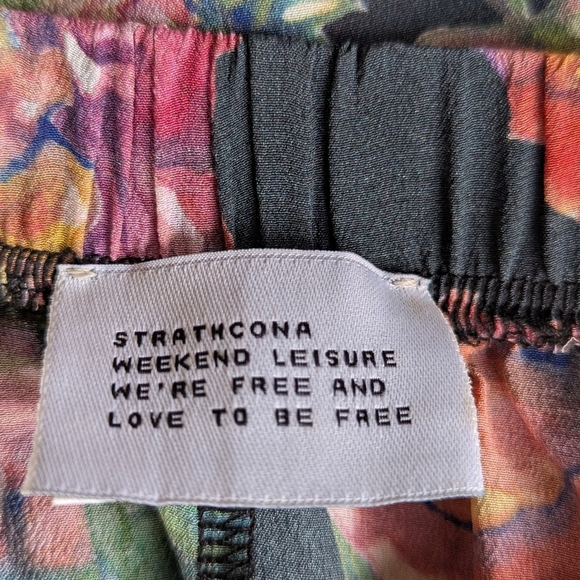 STRATHCONA
WEEKEND LEISURE
WE'RE FREE AND
LOVE TO BE FREE